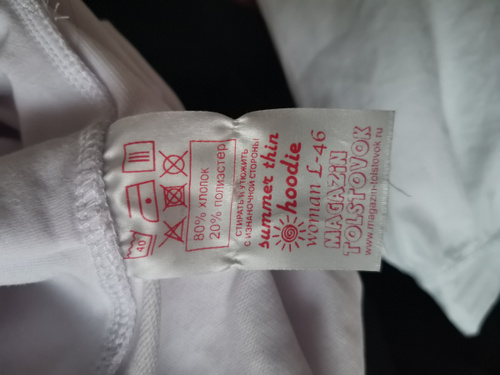 40
80% ХЛОПОК
20% ПОЛИЭСТЕР
СТИРАТЬ И УТЮЖИТЬ
С ИЗНАНОЧНОЙ СТОРОНЫ
summer thin
hoodie
woman L-46
MAGAZIN
TOLSTOVOK
www.magazin-tolstovok.ru